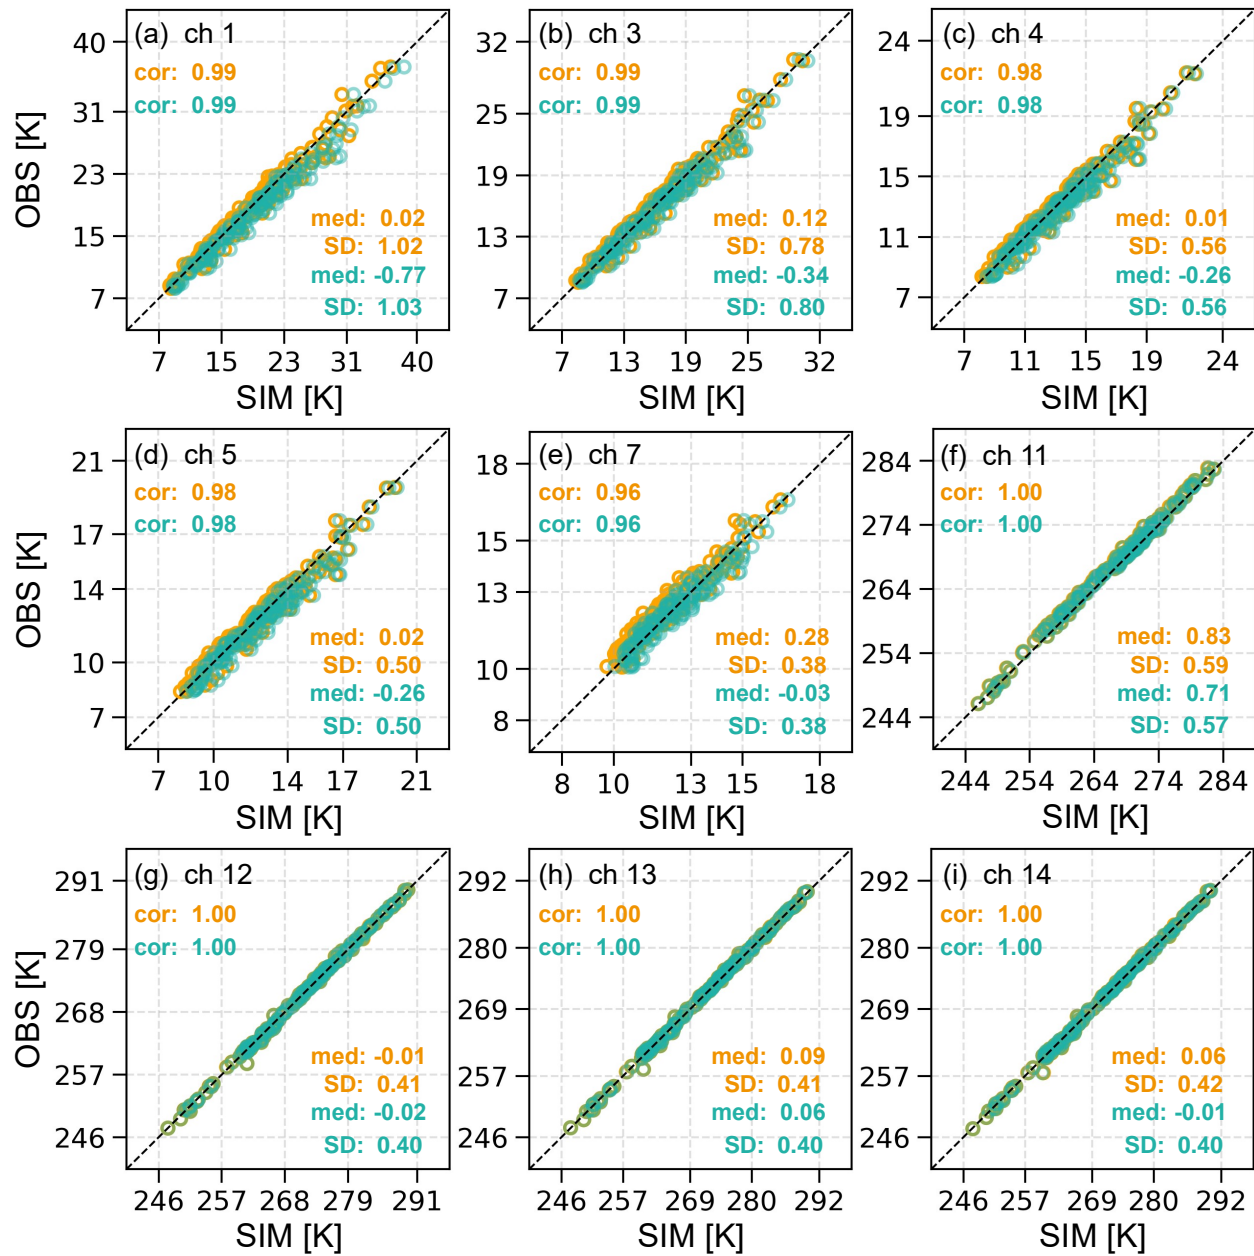 (a) ch 1
cor: 0.99
cor: 0.99
med: 0.02
SD: 1.02
med: -0.77
SD: 1.03
40
31
23
15
7
7 15 23 31 40
OBS [K]
SIM [K]
(b) ch 3
cor: 0.99
cor: 0.99
med: 0.12
SD: 0.78
med: -0.34
SD: 0.80
32
25
19
13
7
7 13 19 25 32
SIM [K]
(c) ch 4
cor: 0.98
cor: 0.98
med: 0.01
SD: 0.56
med: -0.26
SD: 0.56
24
19
15
11
7
7 11 15 19 24
SIM [K]
(d) ch 5
cor: 0.98
cor: 0.98
med: 0.02
SD: 0.50
med: -0.26
SD: 0.50
21
17
14
10
7
7 10 14 17 21
OBS [K]
SIM [K]
(e) ch 7
cor: 0.96
cor: 0.96
med: 0.28
SD: 0.38
med: -0.03
SD: 0.38
18
15
13
10
8
8 10 13 15 18
SIM [K]
(f) ch 11
cor: 1.00
cor: 1.00
med: 0.83
SD: 0.59
med: 0.71
SD: 0.57
284
274
264
254
244
244 254 264 274 284
SIM [K]
(g) ch 12
cor: 1.00
cor: 1.00
med: -0.01
SD: 0.41
med: -0.02
SD: 0.40
291
279
268
257
246
246 257 268 279 291
OBS [K]
SIM [K]
(h) ch 13
cor: 1.00
cor: 1.00
med: 0.09
SD: 0.41
med: 0.06
SD: 0.40
292
280
269
257
246
246 257 269 280 292
SIM [K]
(i) ch 14
cor: 1.00
cor: 1.00
med: 0.06
SD: 0.42
med: -0.01
SD: 0.40
292
280
269
257
246
246 257 269 280 292
SIM [K]